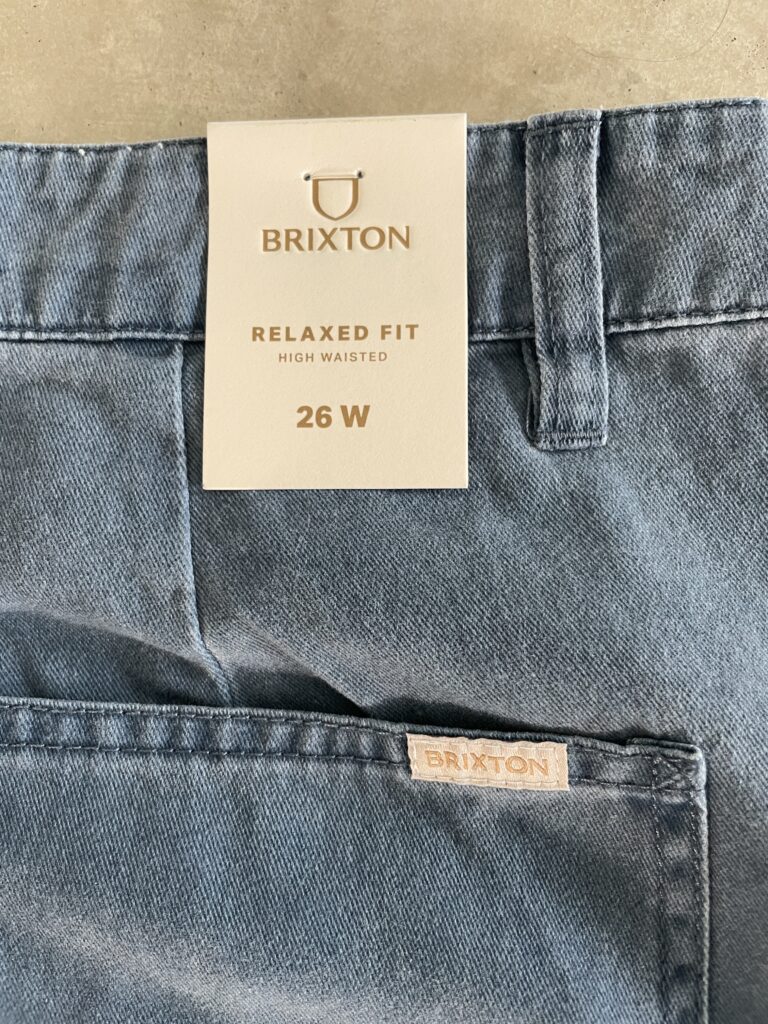 BRIXTON
RELAXED FIT
HIGH WAISTED
26 W
BRIXTON